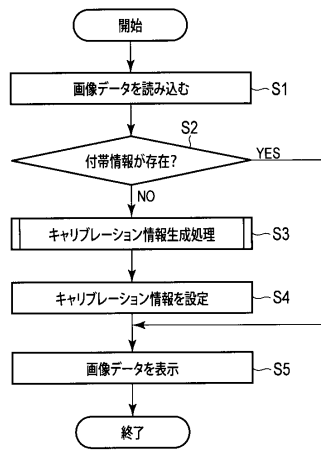 開始
画像データを読み込む
S1
S2
付帯情報が存在?
YES
NO
キャリブレーション情報生成処理
S3
キャリブレーション情報を設定
S4
画像データを表示
S5
終了